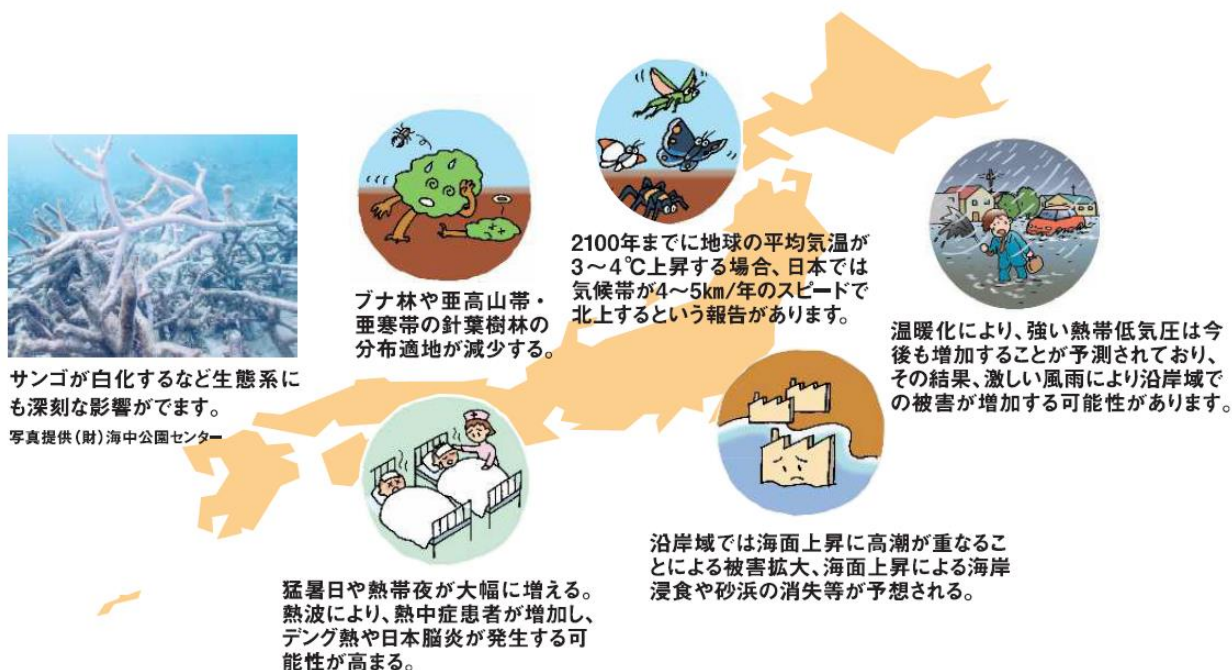 サンゴが白化するなど生態系に
も深刻な影響がでます。
写真提供(財)海中公園センター
ブナ林や亜高山帯・
亜寒帯の針葉樹林の
分布適地が減少する。
2100年までに地球の平均気温が
3〜4℃上昇する場合、日本では
気候帯が4〜5km/年のスピードで
北上するという報告があります。
温暖化により、強い熱帯低気圧は今
後も増加することが予測されており、
その結果、激しい風雨により沿岸域で
の被害が増加する可能性があります。
猛暑日や熱帯夜が大幅に増える。
熱波により、熱中症患者が増加し、
デング熱や日本脳炎が発生する可
能性が高まる。
沿岸域では海面上昇に高潮が重なるこ
とによる被害拡大、海面上昇による海岸
浸食や砂浜の消失等が予想される。